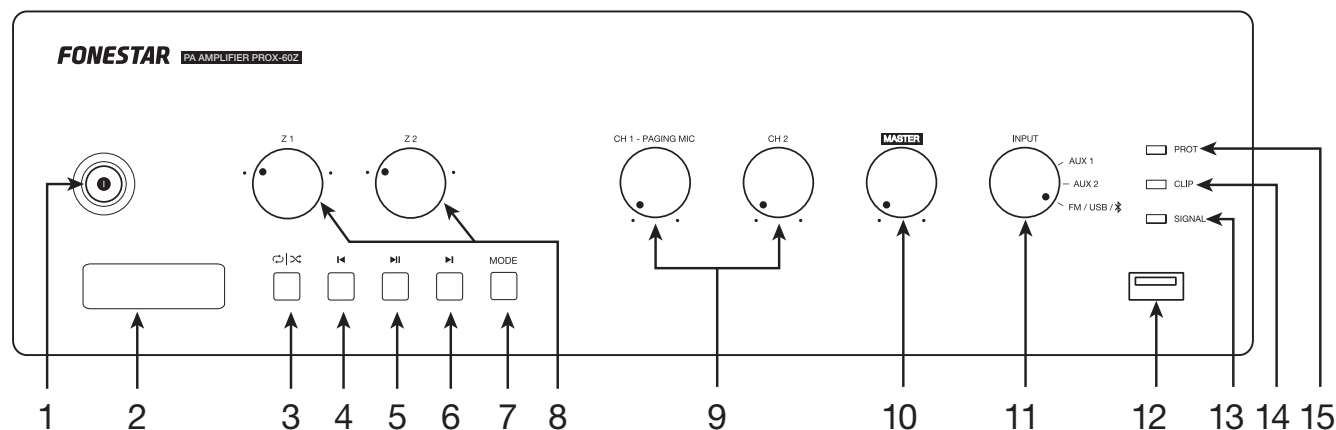 FONESTAR PA AMPLIFIER PROX-60Z
Z 1 Z 2 CH 1 - PAGING MIC CH 2 MASTER INPUT
AUX 1
AUX 2
FM / USB /
PROT
CLIP
SIGNAL
MODE
1 2 3 4 5 6 7 8 9 10 11 12 13 14 15